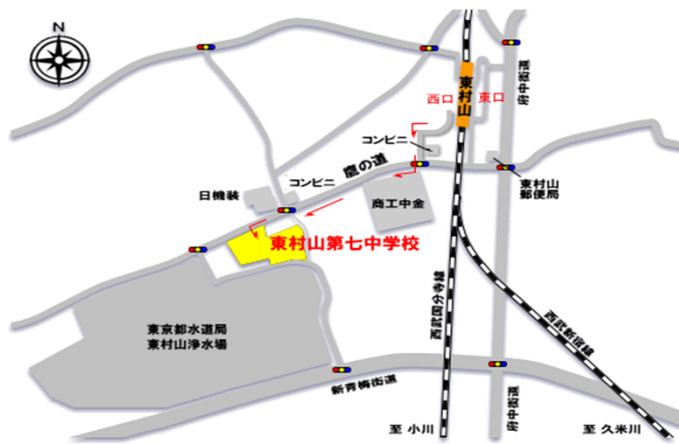 N
東村山
西口
東口
府中街道
コンビニ
鷹の道
東村山
郵便局
日機装
コンビニ
商工中金
東村山第七中学校
東京都水道局
東村山浄水場
西武国分寺線
西武新宿線
新青梅街道
府中街道
至 小川
至 久米川